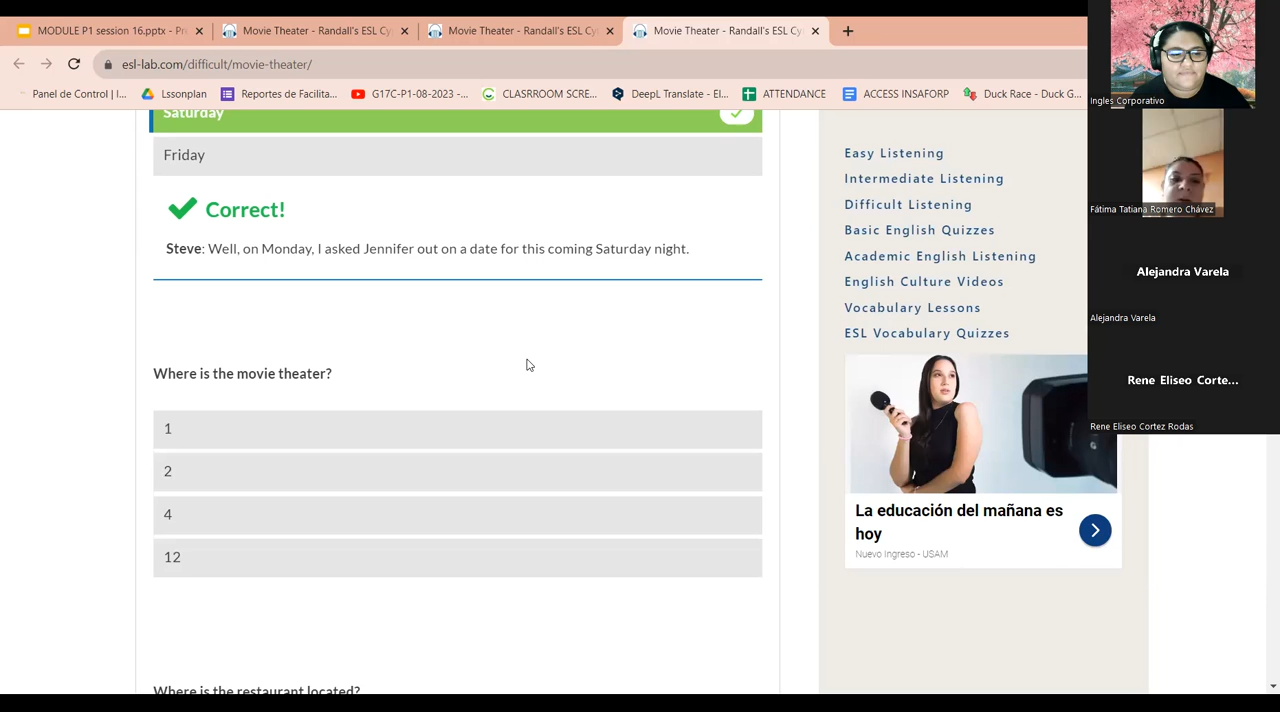 MODULE P1 session 16.pptx - Pr
Movie Theater - Randall's ESL Cy
Movie Theater - Randall's ESL Cy
Movie Theater - Randall's ESL Cy
esl-lab.com/difficult/movie-theater/
Panel de Control | I...
Lssonplan
Reportes de Facilita...
G17C-P1-08-2023 -...
CLASRROOM SCRE...
DeepL Translate - El...
ATTENDANCE
ACCESS INSAFORP
Duck Race - Duck G...
Saturday
Friday
Correct!
Steve: Well, on Monday, I asked Jennifer out on a date for this coming Saturday night.
Where is the movie theater?
1
2
4
12
Where is the restaurant located?
Easy Listening
Intermediate Listening
Difficult Listening
Basic English Quizzes
Academic English Listening
English Culture Videos
Vocabulary Lessons
ESL Vocabulary Quizzes
La educación del mañana es
hoy
Nuevo Ingreso - USAM
Ingles Corporativo
Fátima Tatiana Romero Chávez
Alejandra Varela
Alejandra Varela
Rene Eliseo Corte...
Rene Eliseo Cortez Rodas